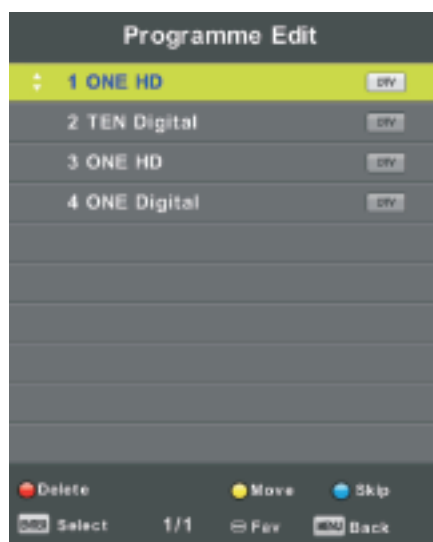 Programme Edit
1 ONE HD DTV
2 TEN Digital DTV
3 ONE HD DTV
4 ONE Digital DTV
Delete Move Skip
Select 1/1 Fav MENU Back